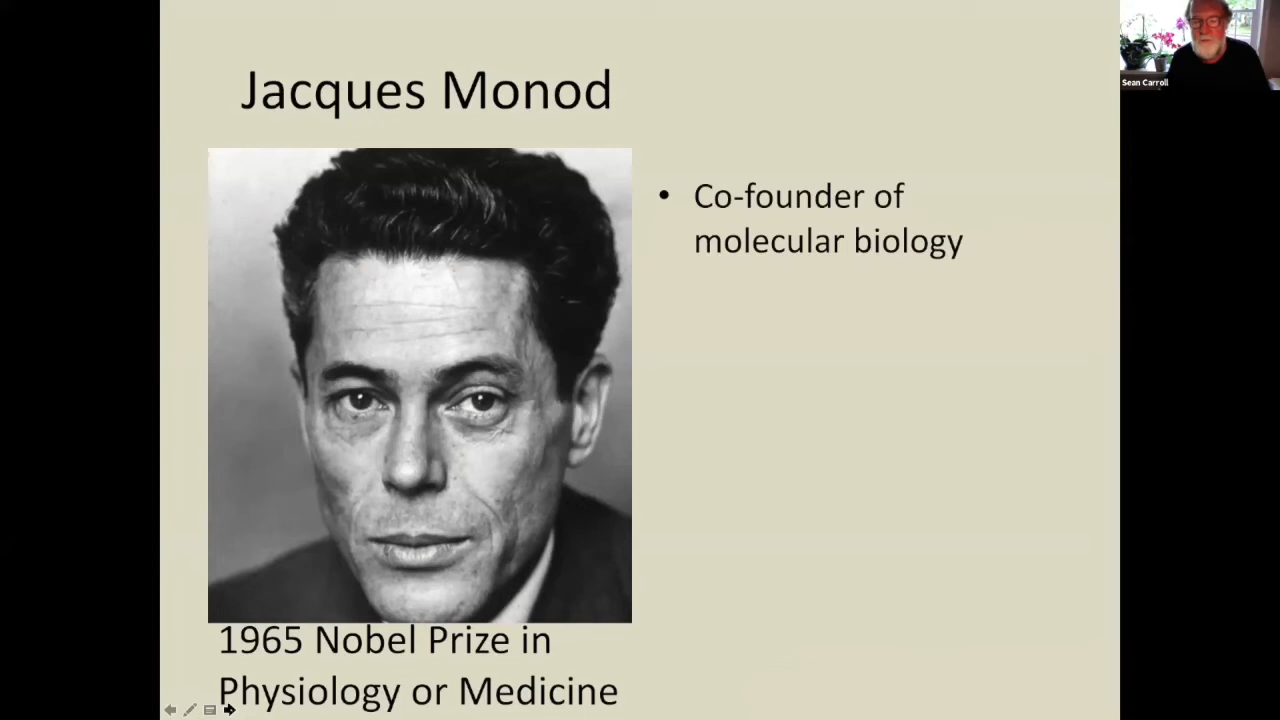 Jacques Monod
• Co-founder of
molecular biology
1965 Nobel Prize in
Physiology or Medicine
Sean Carroll